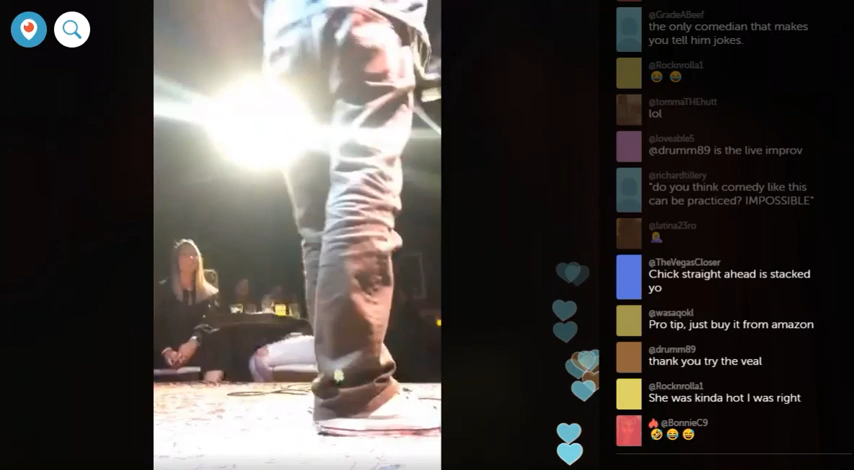 @GradeABeef
the only comedian that makes
you tell him jokes.
@Rocknrolla1
@tommaTHEhutt
lol
@loveable5
@drumm89 is the live improv
@richardtillery
"do you think comedy like this
can be practiced? IMPOSSIBLE"
@latina23ro
@TheVegasCloser
Chick straight ahead is stacked
yo
@wasaqokl
Pro tip, just buy it from amazon
@drumm89
thank you try the veal
@Rocknrolla1
She was kinda hot I was right
@BonnieC9